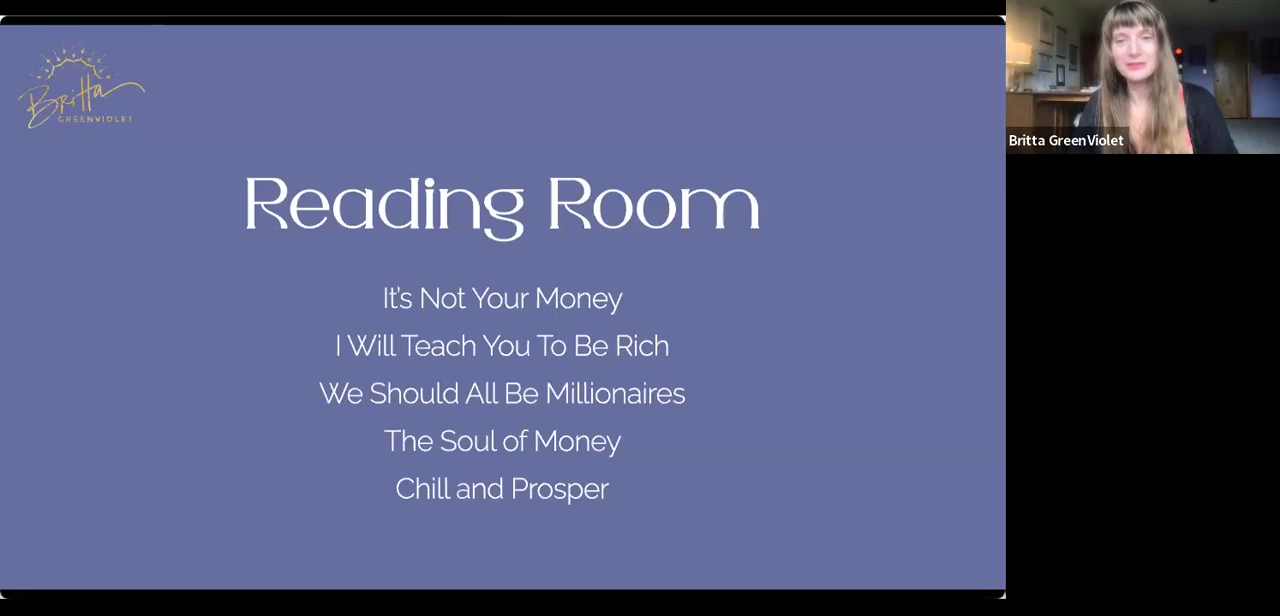 Britta
GREENVIOLET
Reading Room
It's Not Your Money
I Will Teach You To Be Rich
We Should All Be Millionaires
The Soul of Money
Chill and Prosper
Britta GreenViolet